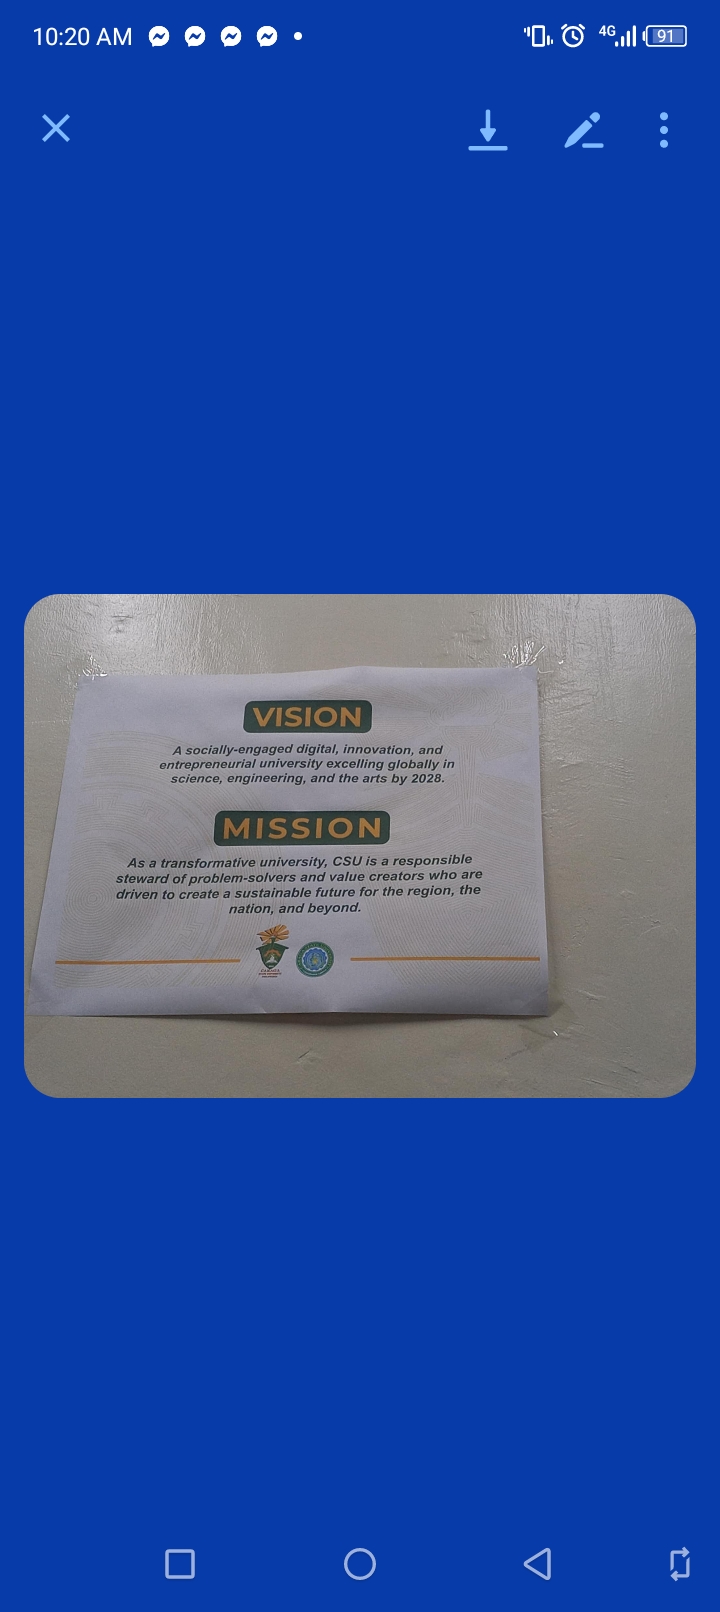 10:20 AM
4G
91
VISION
A socially-engaged digital, innovation, and
entrepreneurial university excelling globally in
science, engineering, and the arts by 2028.
MISSION
As a transformative university, CSU is a responsible
steward of problem-solvers and value creators who are
driven to create a sustainable future for the region, the
nation, and beyond.